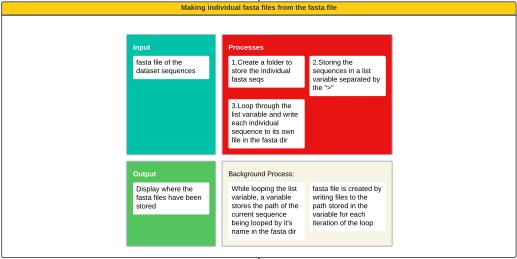 Making individual fasta files from the fasta file
Input
fasta file of the
dataset sequences
Processes
1.Create a folder to
store the individual
fasta seqs
2.Storing the
sequences in a list
variable separated by
the ">"
3.Loop through the
list variable and write
each individual
sequence to its own
file in the fasta dir
Output
Display where the
fasta files have been
stored
Background Process:
While looping the list
variable, a variable
stores the path of the
current sequence
being looped by it's
name in the fasta dir
fasta file is created by
writing files to the
path stored in the
variable for each
iteration of the loop